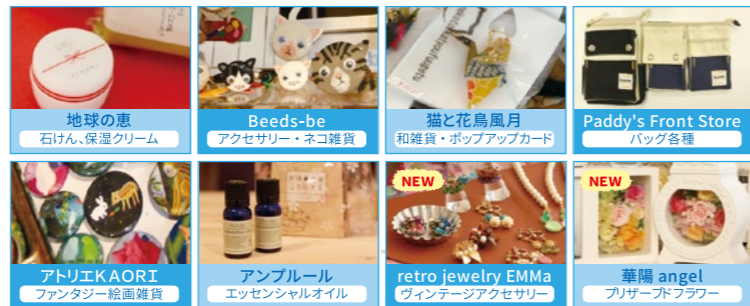 地球の恵
石けん、保湿クリーム
Beeds-be
アクセサリー・ネコ雑貨
猫と花鳥風月
和雑貨・ポップアップカード
Paddy's Front Store
バッグ各種
アトリエKAORI
ファンタジー絵画雑貨
アンプルール
エッセンシャルオイル
NEW
retro jewelry EMMa
ヴィンテージアクセサリー
NEW
華陽 angel
プリザーブドフラワー